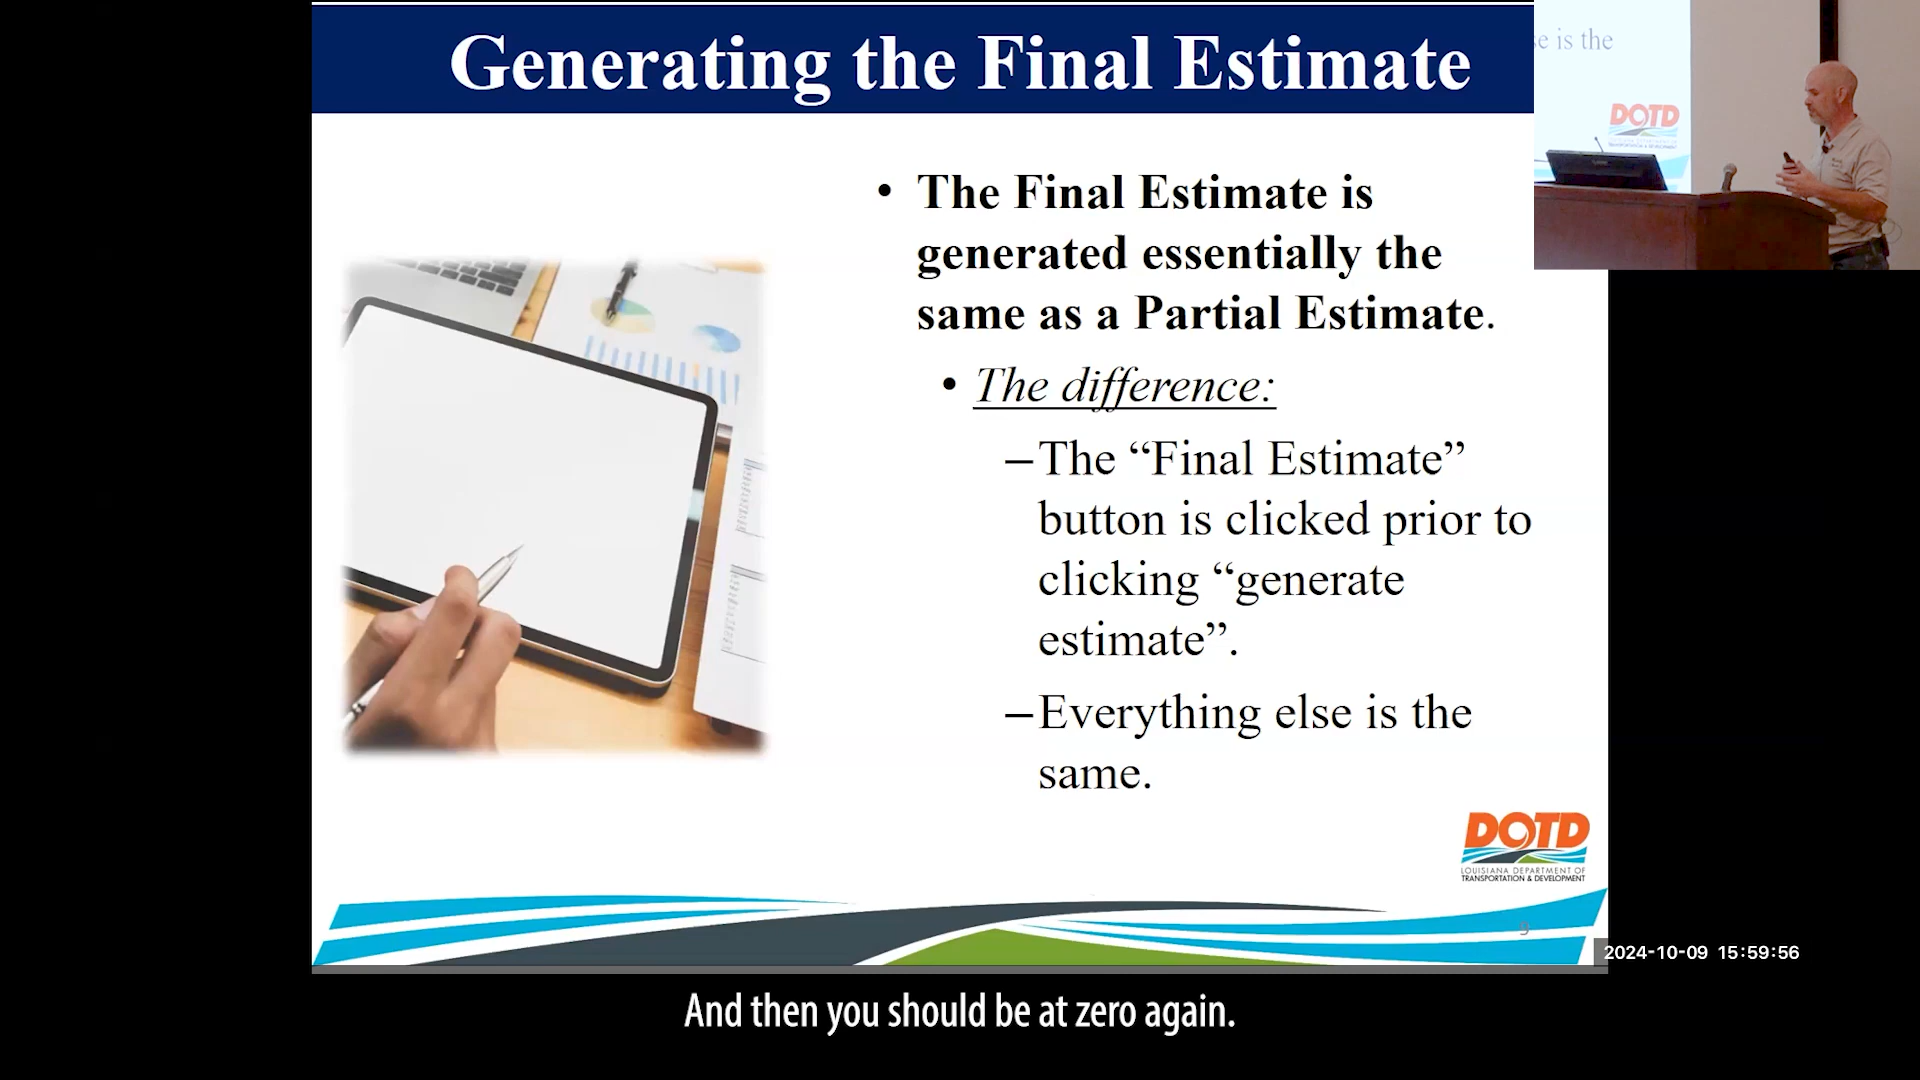 Generating the Final Estimate
se is the
DOTD
• The Final Estimate is
generated essentially the
same as a Partial Estimate.
• The difference:
–The “Final Estimate”
button is clicked prior to
clicking “generate
estimate”.
–Everything else is the
same.
DOTD
LOUISIANA DEPARTMENT OF
TRANSPORTATION & DEVELOPMENT
9
2024-10-09 15:59:56
And then you should be at zero again.